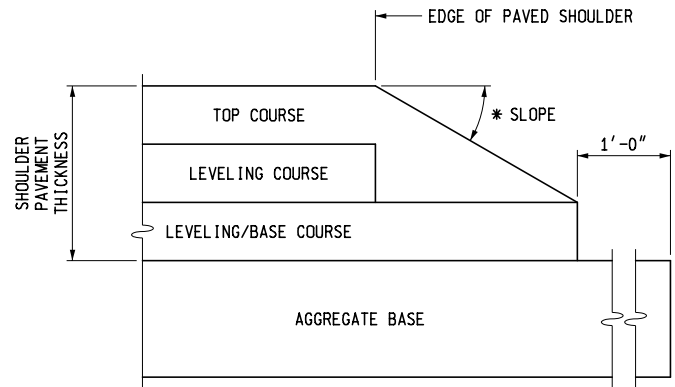 EDGE OF PAVED SHOULDER
TOP COURSE
* SLOPE
1'-0"
SHOULDER
PAVEMENT
THICKNESS
LEVELING COURSE
LEVELING/BASE COURSE
AGGREGATE BASE